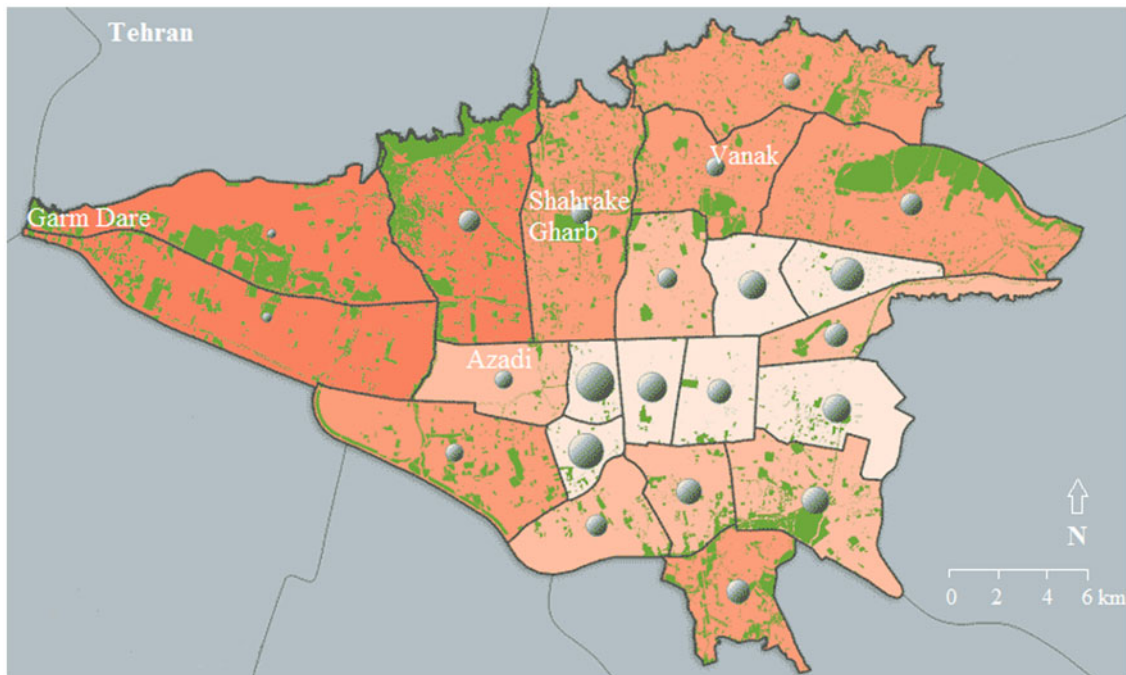 Tehran
Vanak
Shahrake
Gharb
Garm Dare
Azadi
N
0 2 4 6 km